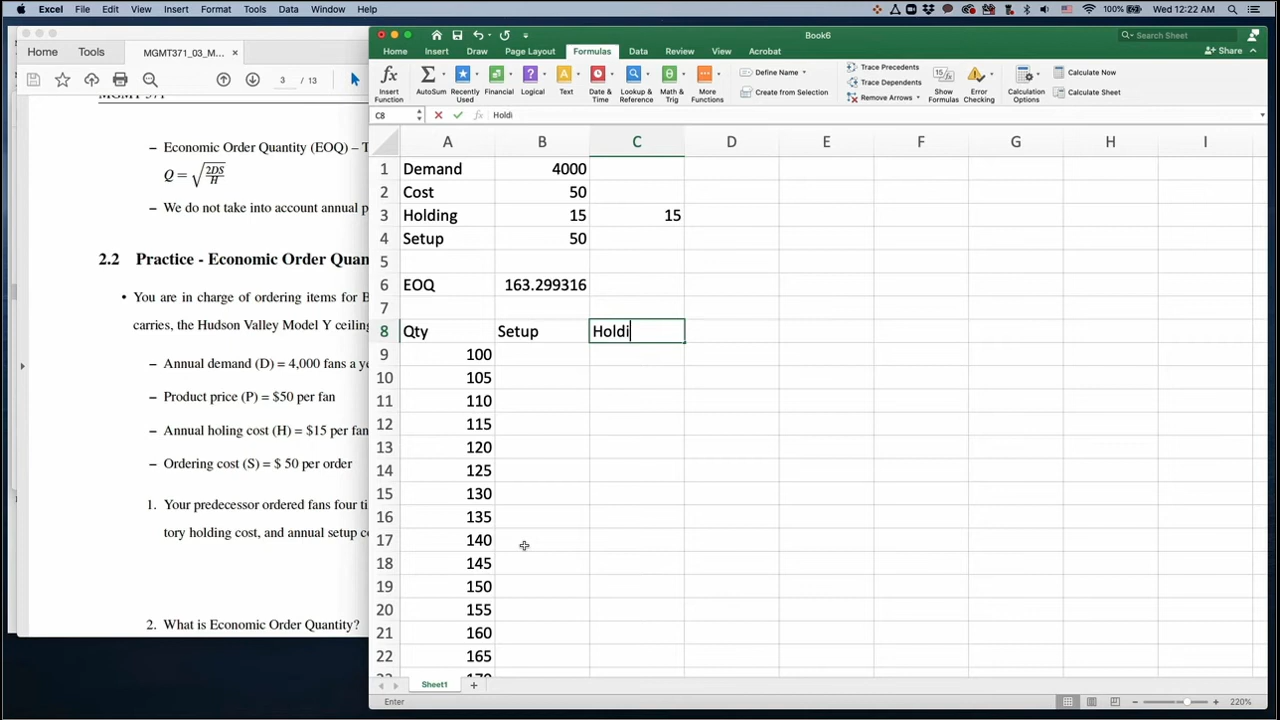 Excel File Edit View Insert Format Tools Data Window Help
100% Wed 12:22 AM
Home Tools MGMT371_03_M... ×
3 / 13
MGMT 371
– Economic Order Quantity (EOQ) – T
Q = √2DS/H
– We do not take into account annual p
2.2 Practice - Economic Order Quan
• You are in charge of ordering items for B
carries, the Hudson Valley Model Y ceiling
– Annual demand (D) = 4,000 fans a ye
– Product price (P) = $50 per fan
– Annual holing cost (H) = $15 per fan
– Ordering cost (S) = $ 50 per order
1. Your predecessor ordered fans four ti
tory holding cost, and annual setup c
2. What is Economic Order Quantity?
Book6
Search Sheet
Home Insert Draw Page Layout Formulas Data Review View Acrobat Share
Insert Function
AutoSum
Recently Used
Financial
Logical
Text
Date & Time
Lookup & Reference
Math & Trig
More Functions
Define Name
Create from Selection
Trace Precedents
Trace Dependents
Remove Arrows
Show Formulas
Error Checking
Calculation Options
Calculate Now
Calculate Sheet
C8 fx Holdi
A B C D E F G H I
1 Demand 4000
2 Cost 50
3 Holding 15 15
4 Setup 50
5
6 EOQ 163.299316
7
8 Qty Setup Holdi
9 100
10 105
11 110
12 115
13 120
14 125
15 130
16 135
17 140
18 145
19 150
20 155
21 160
22 165
23 170
Sheet1
Enter 220%